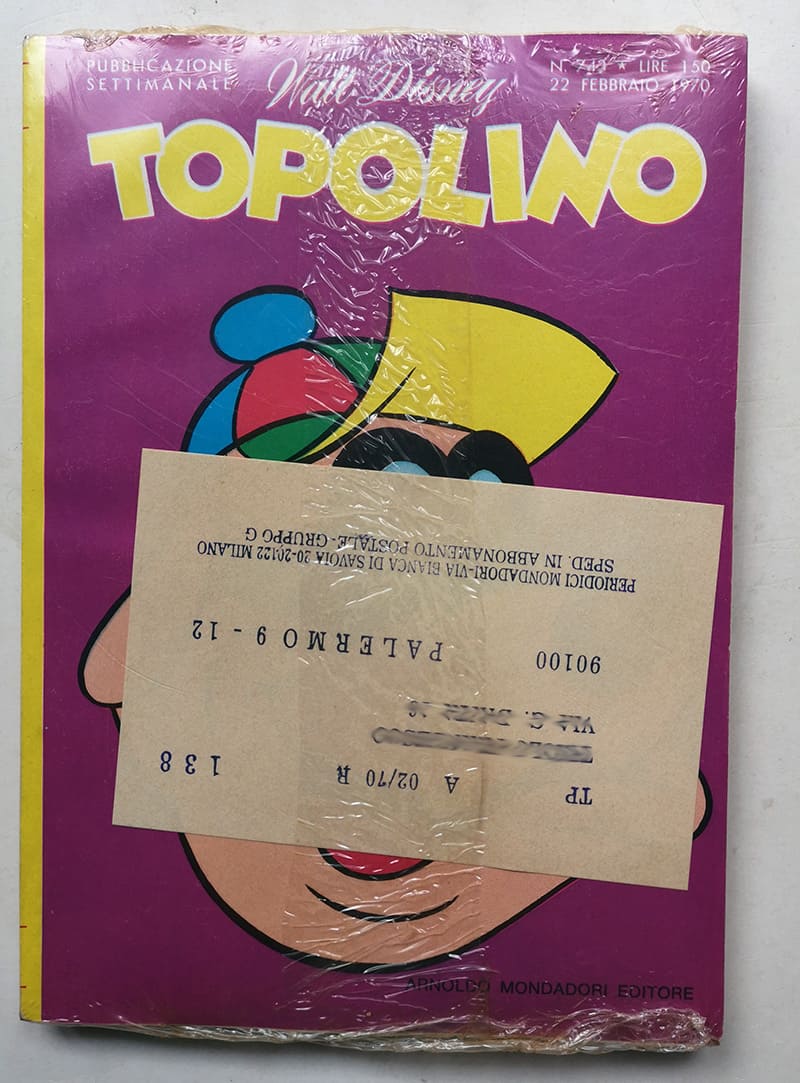 PUBBLICAZIONE
SETTIMANALE
Walt Disney
N. 743 * LIRE 150
22 FEBBRAIO 1970
TOPOLINO
TP A 02/70 R 138
VIA G.
90100 PALERMO 9 - 12
PERIODICI MONDADORI-VIA BIANCA DI SAVOIA 20-20122 MILANO
SPED. IN ABBONAMENTO POSTALE-GRUPPO G
ARNOLDO MONDADORI EDITORE